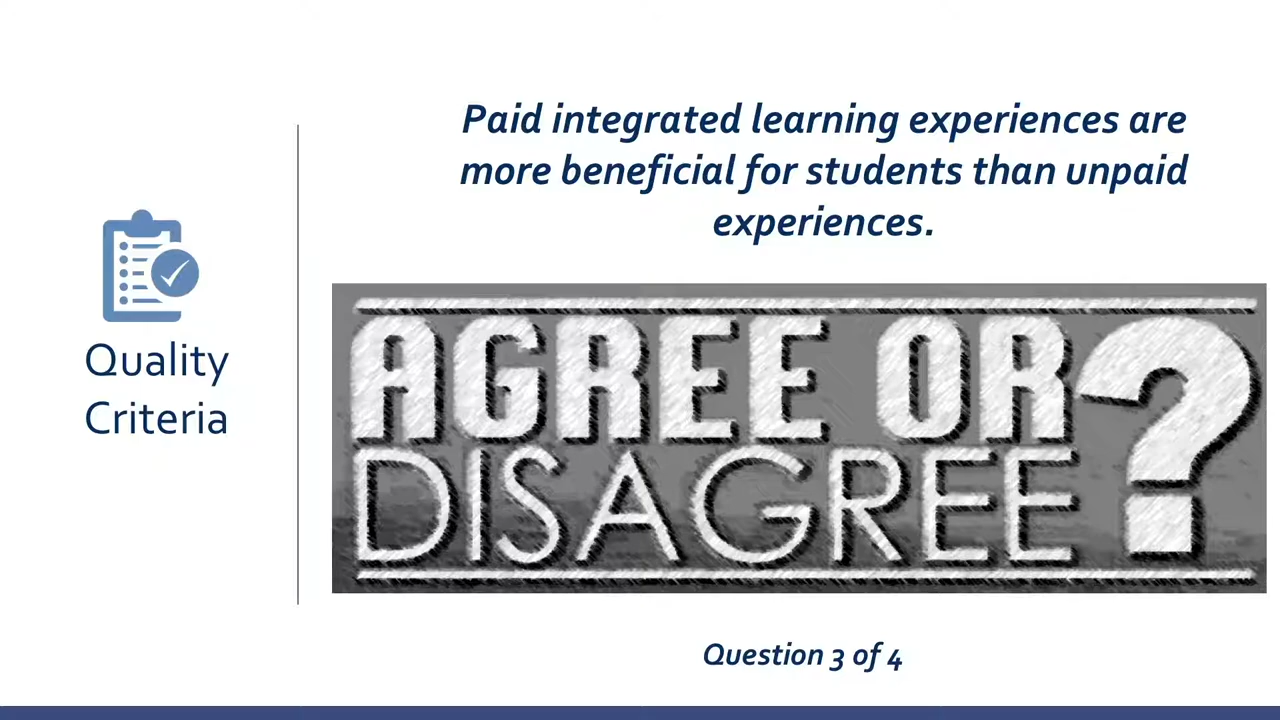 Quality
Criteria
Paid integrated learning experiences are
more beneficial for students than unpaid
experiences.
AGREE OR
DISAGREE?
Question 3 of 4